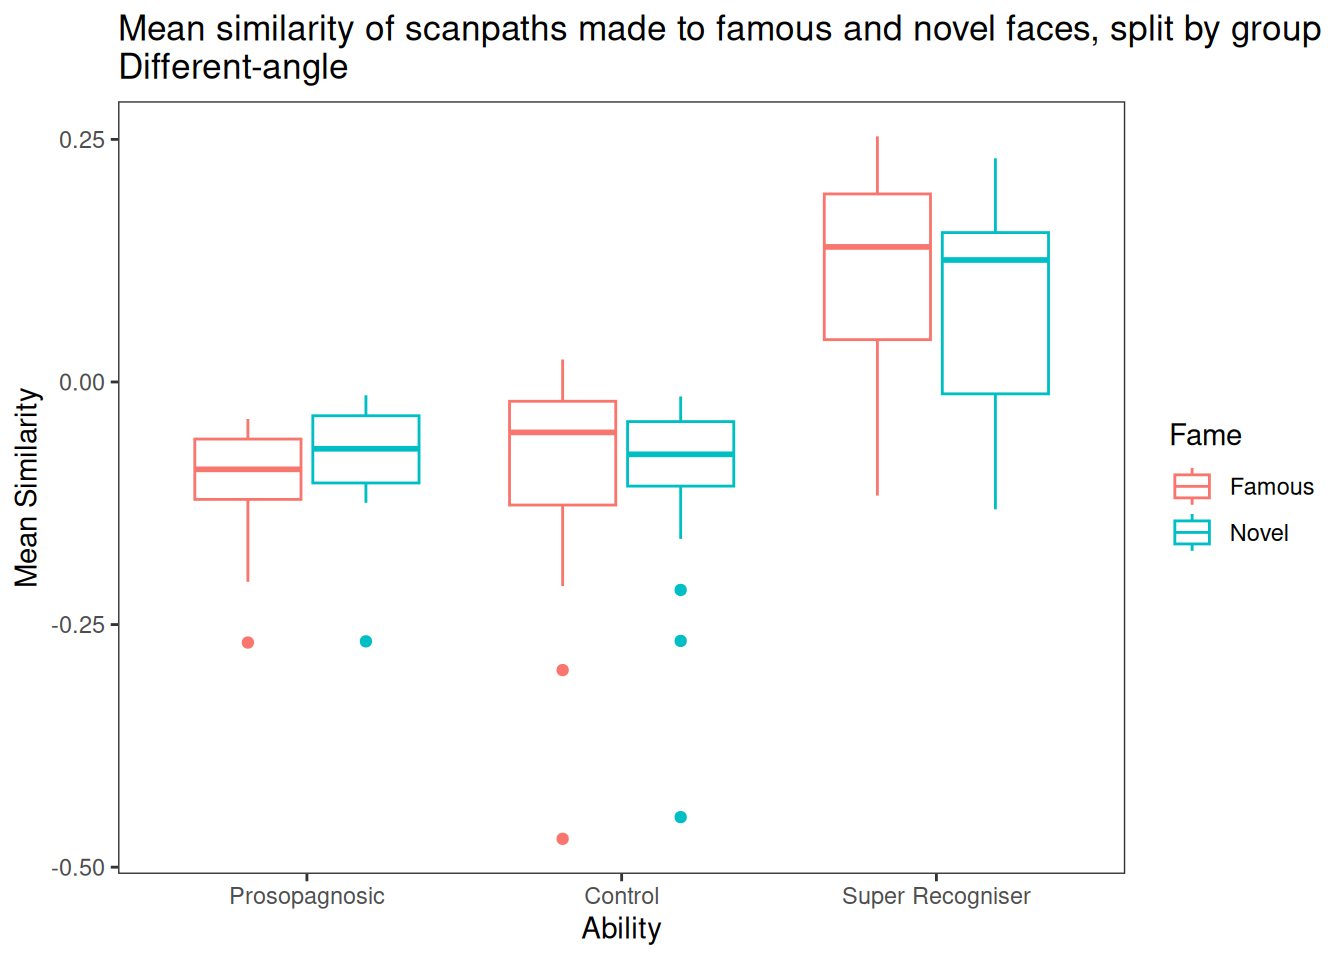 Mean similarity of scanpaths made to famous and novel faces, split by group
Different-angle
0.25
0.00
-0.25
-0.50
Mean Similarity
Prosopagnosic
Control
Super Recogniser
Ability
Fame
Famous
Novel